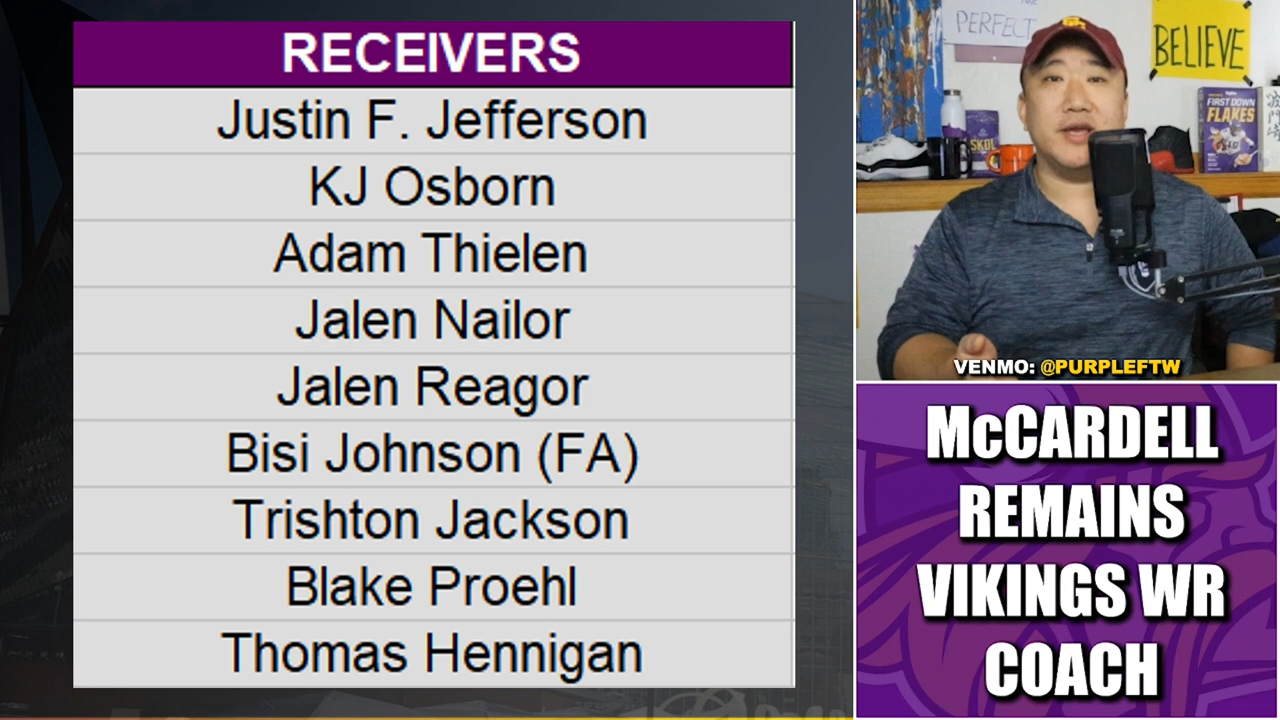 RECEIVERS
Justin F. Jefferson
KJ Osborn
Adam Thielen
Jalen Nailor
Jalen Reagor
Bisi Johnson (FA)
Trishton Jackson
Blake Proehl
Thomas Hennigan
PERFECT
BELIEVE
SKOL
FIRST DOWN
FLAKES
VENMO: @PURPLEFTW
McCARDELL
REMAINS
VIKINGS WR
COACH